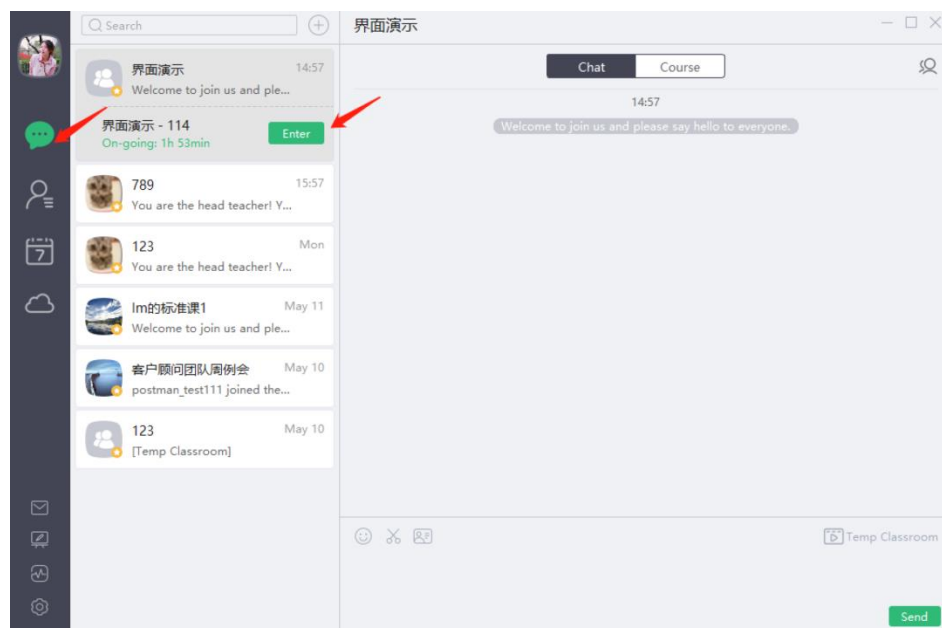 Search
界面演示
14:57
Welcome to join us and ple...
界面演示 - 114
On-going: 1h 53min
Enter
789
15:57
You are the head teacher! Y...
123
Mon
You are the head teacher! Y...
lm的标准课1
May 11
Welcome to join us and ple...
客户顾问团队周例会
May 10
postman_test111 joined the...
123
May 10
[Temp Classroom]
7
界面演示
Chat
Course
14:57
Welcome to join us and please say hello to everyone.
Temp Classroom
Send